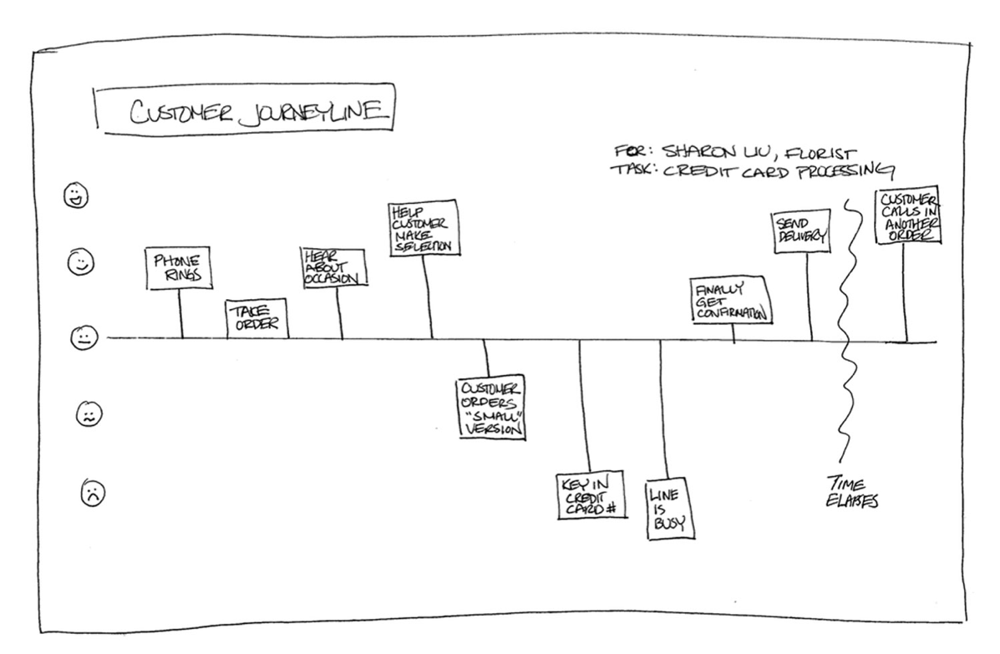 CUSTOMER JOURNEYLINE
FOR: SHARON LIU, FLORIST
TASK: CREDIT CARD PROCESSING
PHONE
RINGS
TAKE
ORDER
HEAR
ABOUT
OCCASION
HELP
CUSTOMER
MAKE
SELECTION
CUSTOMER
ORDERS
"SMALL"
VERSION
KEY IN
CREDIT
CARD #
LINE
IS
BUSY
FINALLY
GET
CONFIRMATION
SEND
DELIVERY
TIME
ELAPSES
CUSTOMER
CALLS IN
ANOTHER
ORDER